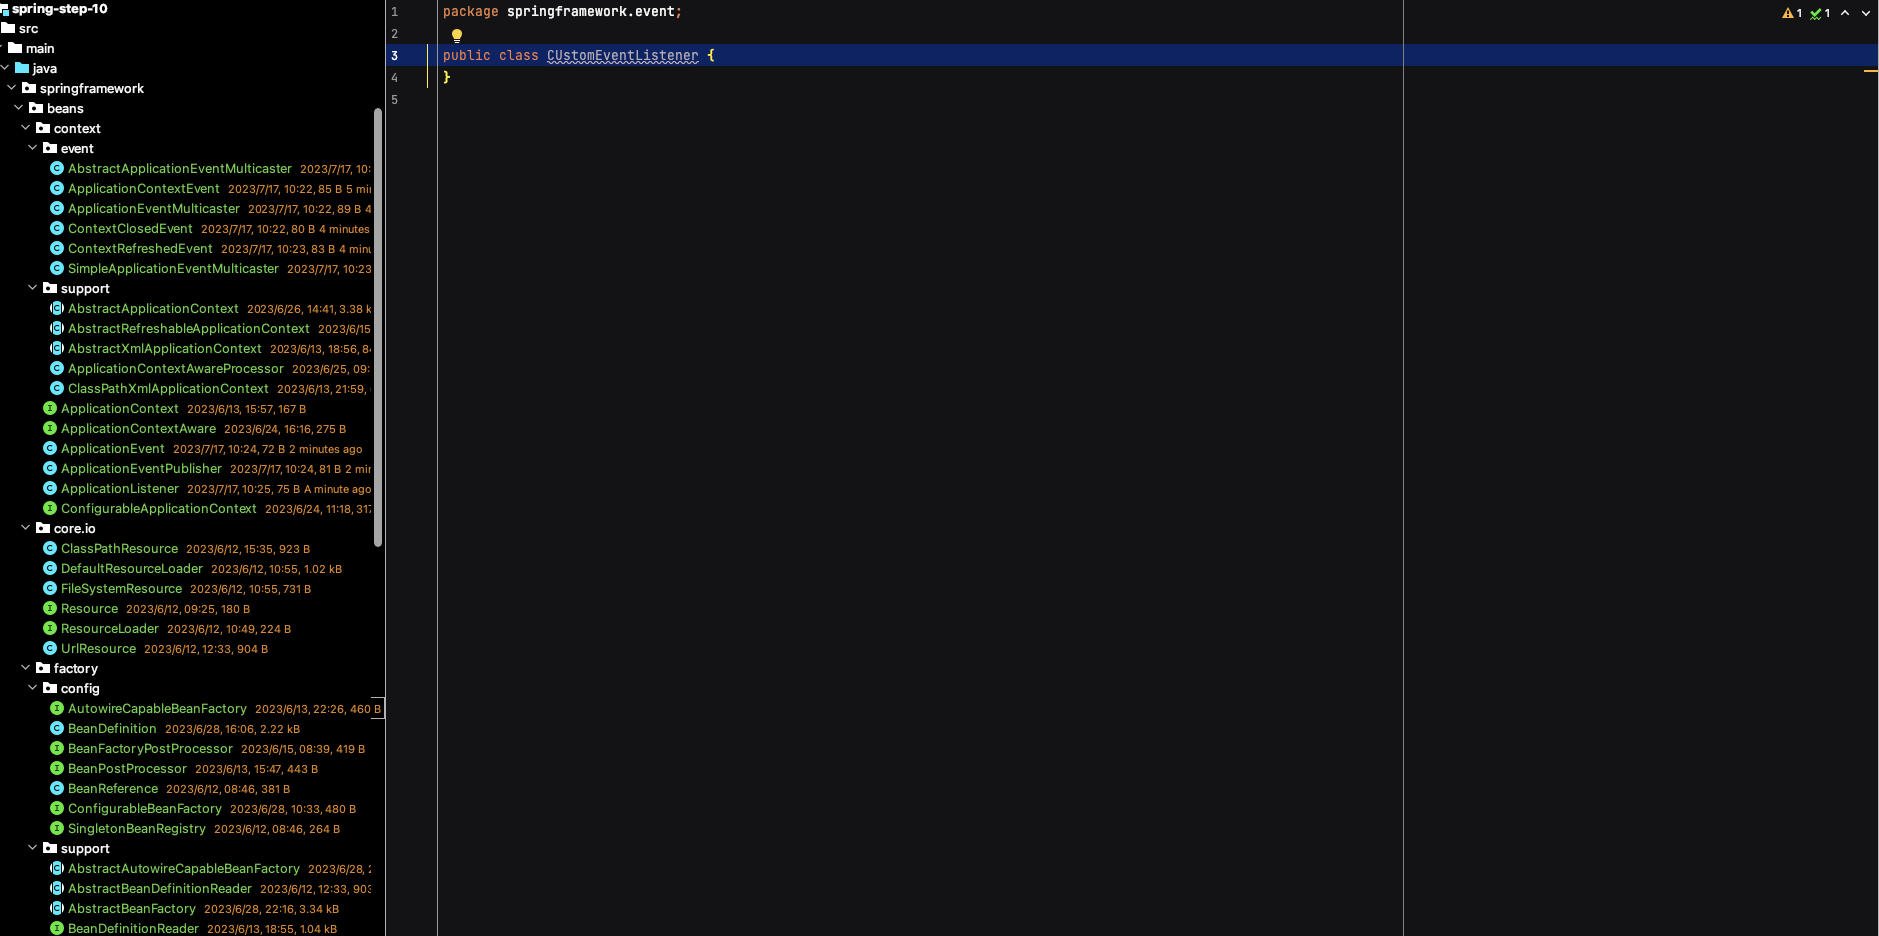 spring-step-10
src
main
java
springframework
beans
context
event
AbstractApplicationEventMulticaster 2023/7/17, 10:
ApplicationContextEvent 2023/7/17, 10:22, 85 B 5 min
ApplicationEventMulticaster 2023/7/17, 10:22, 89 B 4
ContextClosedEvent 2023/7/17, 10:22, 80 B 4 minutes
ContextRefreshedEvent 2023/7/17, 10:23, 83 B 4 minu
SimpleApplicationEventMulticaster 2023/7/17, 10:23
support
AbstractApplicationContext 2023/6/26, 14:41, 3.38 k
AbstractRefreshableApplicationContext 2023/6/15
AbstractXmlApplicationContext 2023/6/13, 18:56, 84
ApplicationContextAwareProcessor 2023/6/25, 09:
ClassPathXmlApplicationContext 2023/6/13, 21:59,
ApplicationContext 2023/6/13, 15:57, 167 B
ApplicationContextAware 2023/6/24, 16:16, 275 B
ApplicationEvent 2023/7/17, 10:24, 72 B 2 minutes ago
ApplicationEventPublisher 2023/7/17, 10:24, 81 B 2 min
ApplicationListener 2023/7/17, 10:25, 75 B A minute ago
ConfigurableApplicationContext 2023/6/24, 11:18, 317
core.io
ClassPathResource 2023/6/12, 15:35, 923 B
DefaultResourceLoader 2023/6/12, 10:55, 1.02 kB
FileSystemResource 2023/6/12, 10:55, 731 B
Resource 2023/6/12, 09:25, 180 B
ResourceLoader 2023/6/12, 10:49, 224 B
UrlResource 2023/6/12, 12:33, 904 B
factory
config
AutowireCapableBeanFactory 2023/6/13, 22:26, 460 B
BeanDefinition 2023/6/28, 16:06, 2.22 kB
BeanFactoryPostProcessor 2023/6/15, 08:39, 419 B
BeanPostProcessor 2023/6/13, 15:47, 443 B
BeanReference 2023/6/12, 08:46, 381 B
ConfigurableBeanFactory 2023/6/28, 10:33, 480 B
SingletonBeanRegistry 2023/6/12, 08:46, 264 B
support
AbstractAutowireCapableBeanFactory 2023/6/28, 2
AbstractBeanDefinitionReader 2023/6/12, 12:33, 903
AbstractBeanFactory 2023/6/28, 22:16, 3.34 kB
BeanDefinitionReader 2023/6/13, 18:55, 1.04 kB
1 package springframework.event;
2
3 public class CUstomEventListener {
4 }
5
1 1